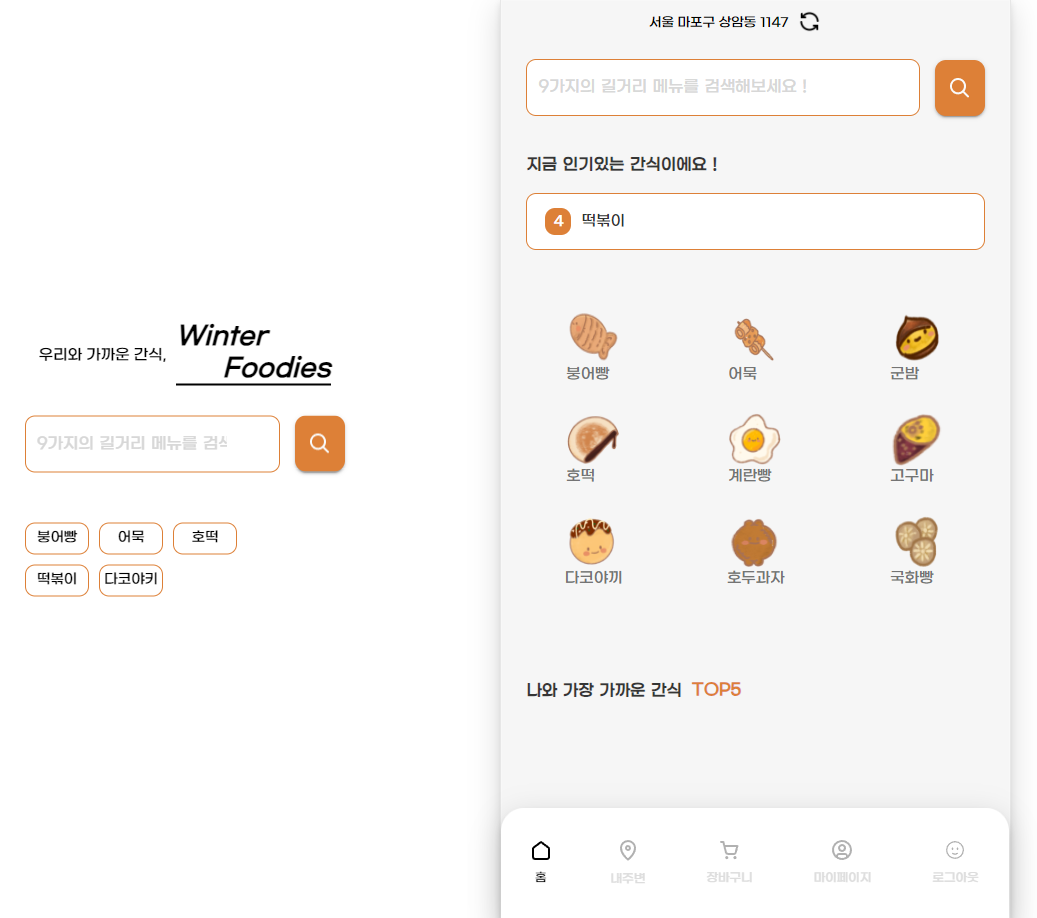 우리와 가까운 간식,
Winter
Foodies
9가지의 길거리 메뉴를 검색
붕어빵 어묵 호떡
떡볶이 다코야키
서울 마포구 상암동 1147
9가지의 길거리 메뉴를 검색해보세요 !
지금 인기있는 간식이에요 !
4 떡볶이
붕어빵 어묵 군밤
호떡 계란빵 고구마
다코야끼 호두과자 국화빵
나와 가장 가까운 간식 TOP5
홈 내주변 장바구니 마이페이지 로그아웃